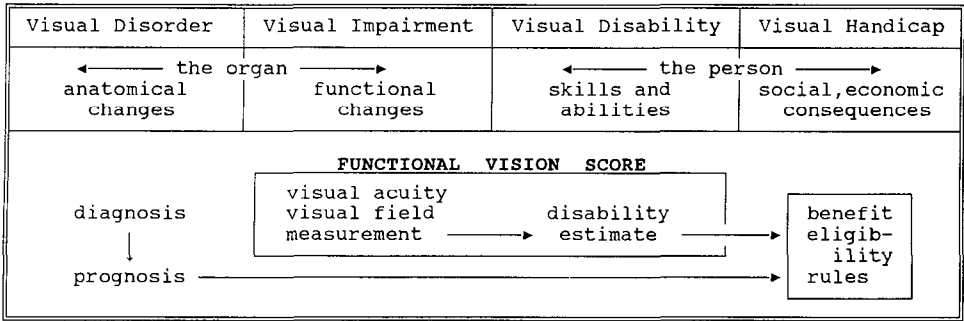 Visual Disorder Visual Impairment Visual Disability Visual Handicap
the organ the person
anatomical functional skills and social,economic
changes changes abilities consequences
FUNCTIONAL VISION SCORE
visual acuity
diagnosis visual field disability benefit
measurement estimate eligib-
ility
prognosis rules